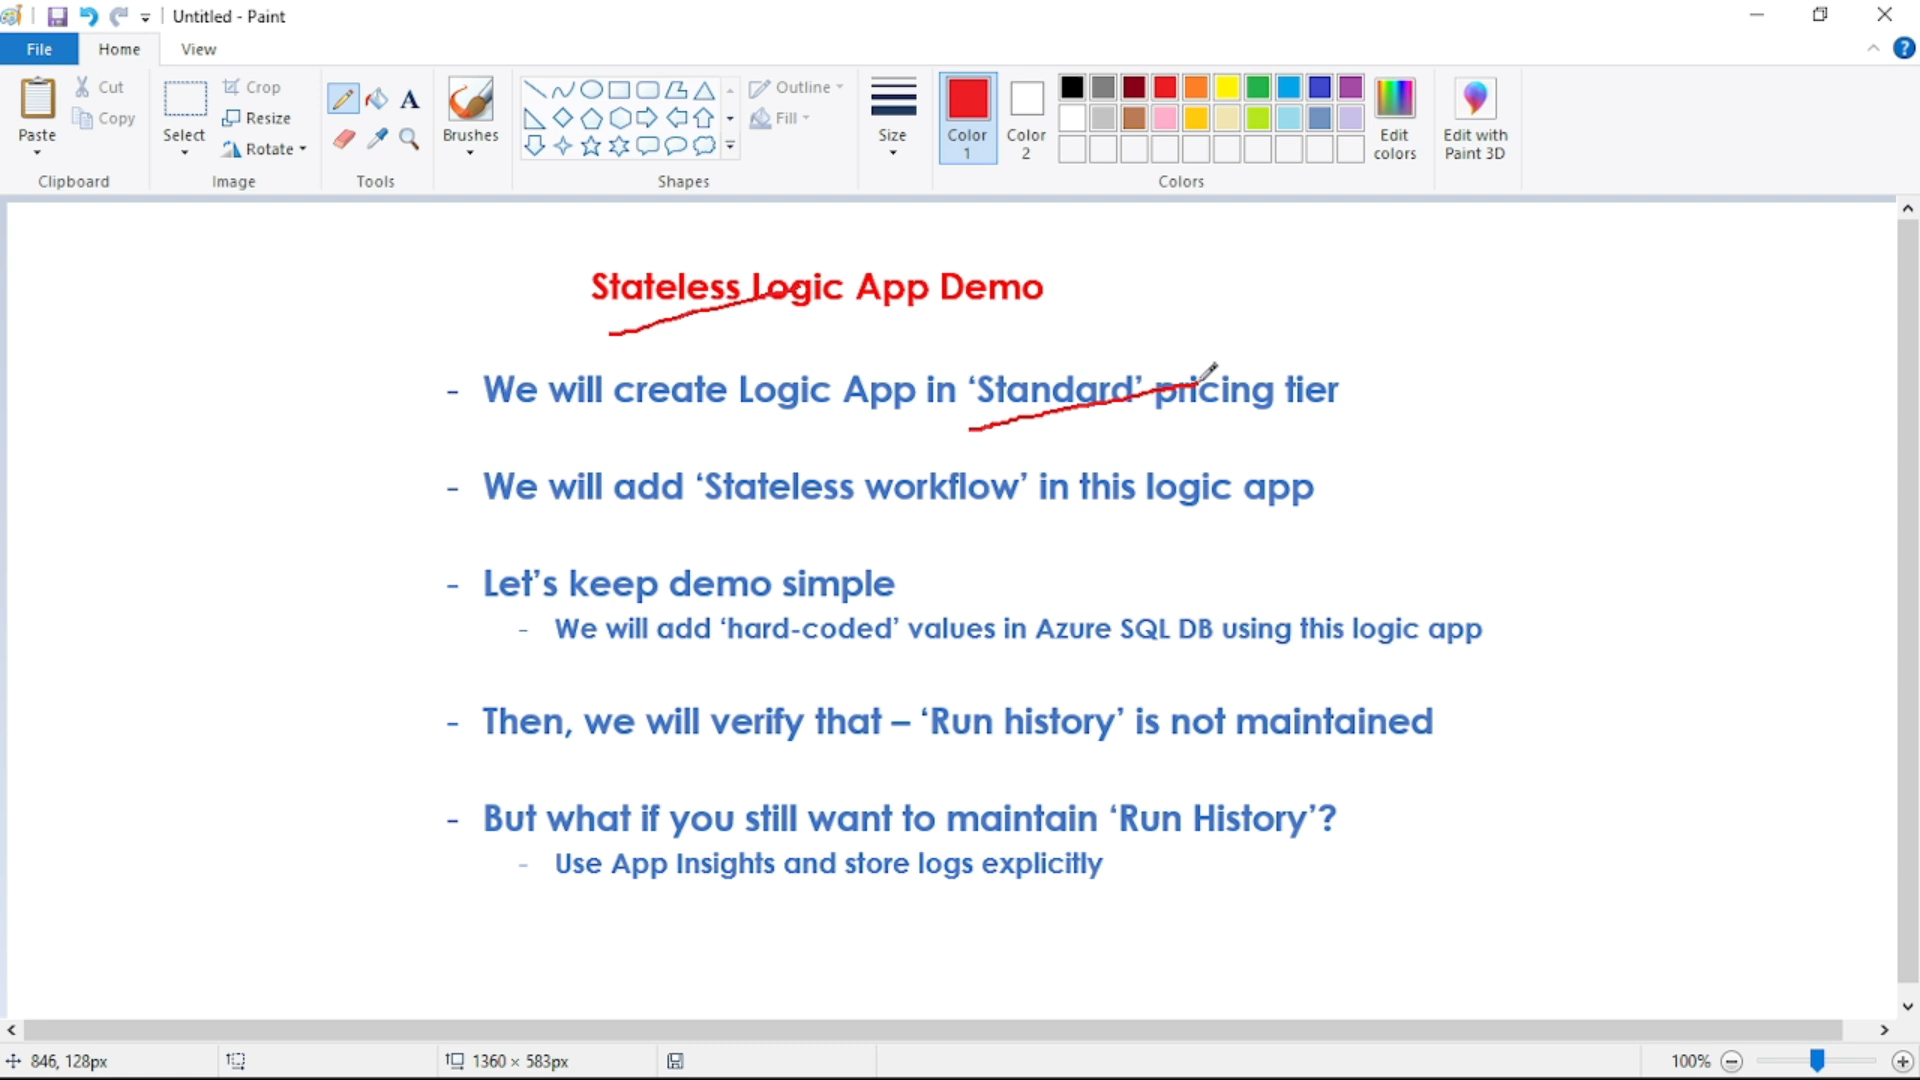 Untitled - Paint
File Home View
Paste Cut Copy Clipboard
Select Crop Resize Rotate Image
A Tools
Brushes
Outline Fill Shapes
Size
Color 1 Color 2 Edit colors Colors
Edit with Paint 3D
Stateless Logic App Demo
- We will create Logic App in ‘Standard’ pricing tier
- We will add ‘Stateless workflow’ in this logic app
- Let’s keep demo simple
- We will add ‘hard-coded’ values in Azure SQL DB using this logic app
- Then, we will verify that – ‘Run history’ is not maintained
- But what if you still want to maintain ‘Run History’?
- Use App Insights and store logs explicitly
846, 128px 1360 × 583px 100%